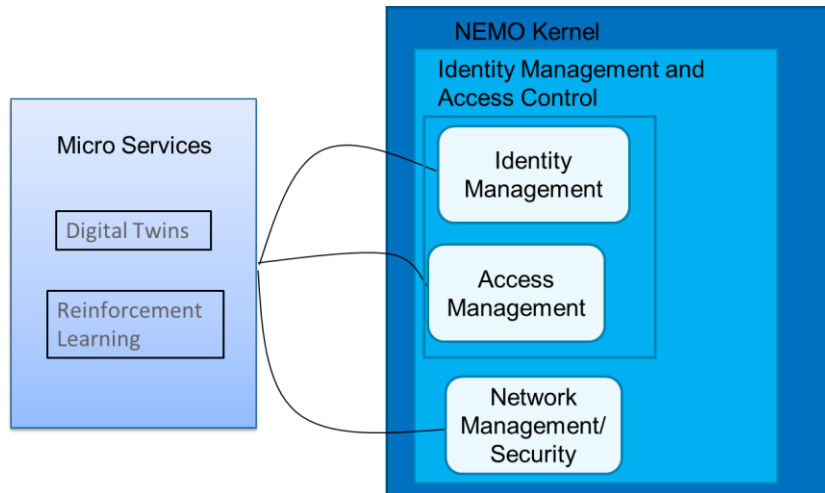 Micro Services
Digital Twins
Reinforcement
Learning
NEMO Kernel
Identity Management and
Access Control
Identity
Management
Access
Management
Network
Management/
Security